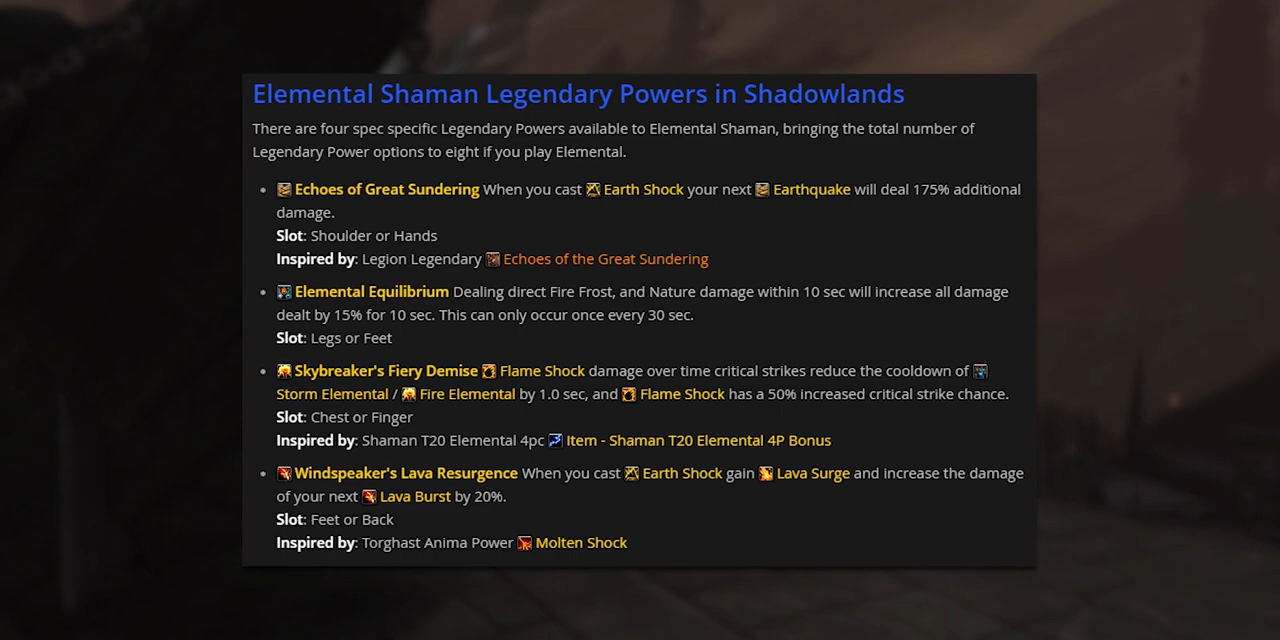 Elemental Shaman Legendary Powers in Shadowlands
There are four spec specific Legendary Powers available to Elemental Shaman, bringing the total number of
Legendary Power options to eight if you play Elemental.
• Echoes of Great Sundering When you cast Earth Shock your next Earthquake will deal 175% additional
damage.
Slot: Shoulder or Hands
Inspired by: Legion Legendary Echoes of the Great Sundering
• Elemental Equilibrium Dealing direct Fire Frost, and Nature damage within 10 sec will increase all damage
dealt by 15% for 10 sec. This can only occur once every 30 sec.
Slot: Legs or Feet
• Skybreaker's Fiery Demise Flame Shock damage over time critical strikes reduce the cooldown of
Storm Elemental / Fire Elemental by 1.0 sec, and Flame Shock has a 50% increased critical strike chance.
Slot: Chest or Finger
Inspired by: Shaman T20 Elemental 4pc Item - Shaman T20 Elemental 4P Bonus
• Windspeaker's Lava Resurgence When you cast Earth Shock gain Lava Surge and increase the damage
of your next Lava Burst by 20%.
Slot: Feet or Back
Inspired by: Torghast Anima Power Molten Shock